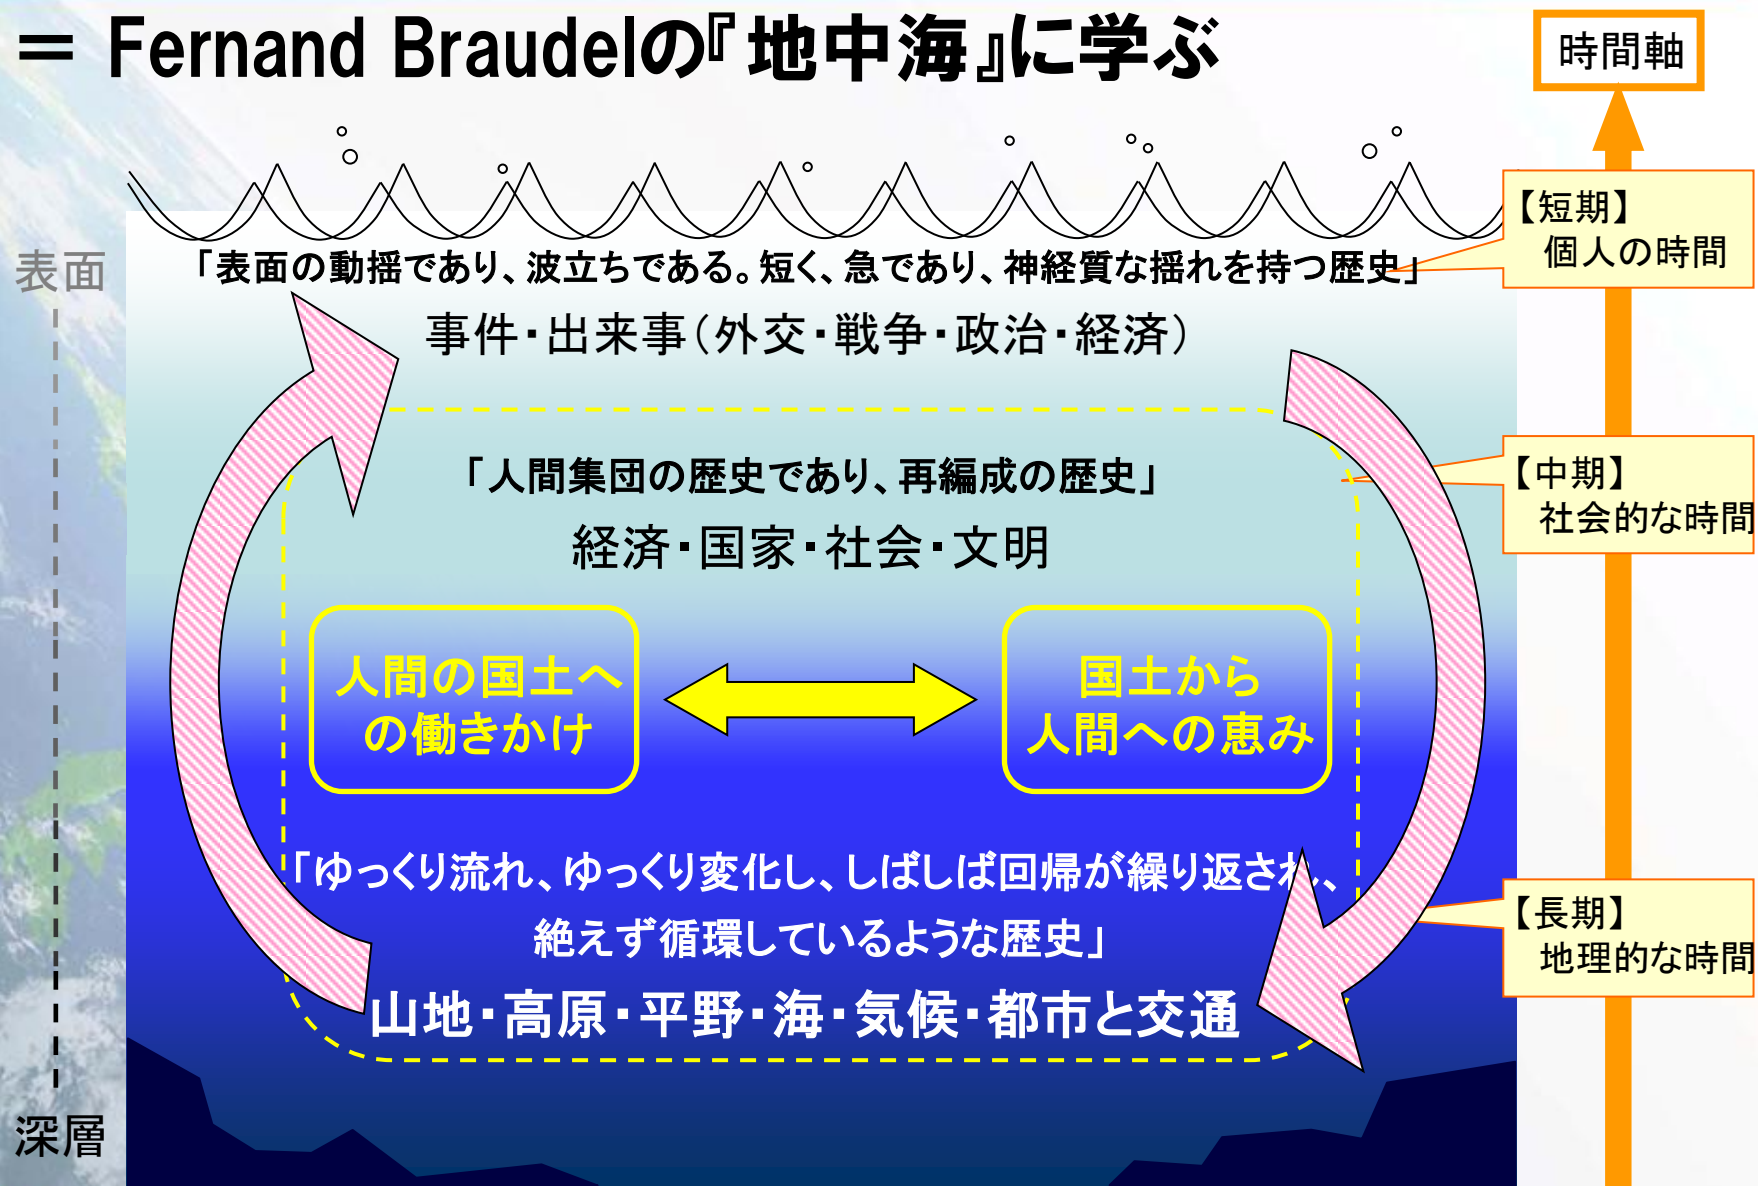 ＝ Fernand Braudelの『地中海』に学ぶ
時間軸
【短期】
個人の時間
表面
「表面の動揺であり、波立ちである。短く、急であり、神経質な揺れを持つ歴史」
事件・出来事（外交・戦争・政治・経済）
【中期】
社会的な時間
「人間集団の歴史であり、再編成の歴史」
経済・国家・社会・文明
人間の国土へ
の働きかけ
国土から
人間への恵み
「ゆっくり流れ、ゆっくり変化し、しばしば回帰が繰り返され、
絶えず循環しているような歴史」
【長期】
地理的な時間
山地・高原・平野・海・気候・都市と交通
深層